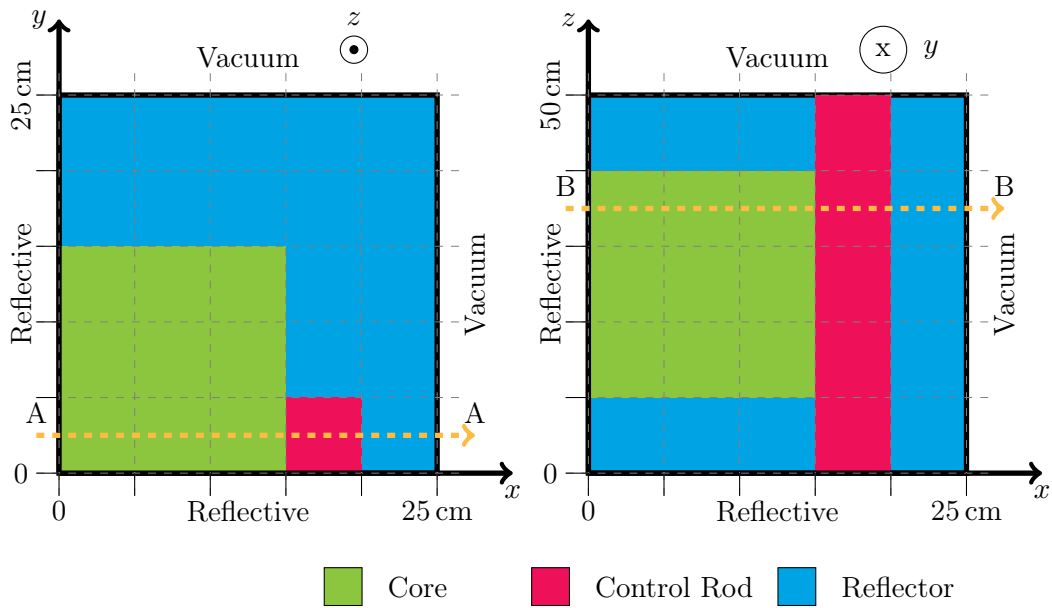 y
z
Vacuum
25 cm
Reflective
Vacuum
A
A
0
0
Reflective
25 cm
x
z
x
y
Vacuum
50 cm
B
B
Reflective
Vacuum
0
0
Reflective
25 cm
x
Core
Control Rod
Reflector